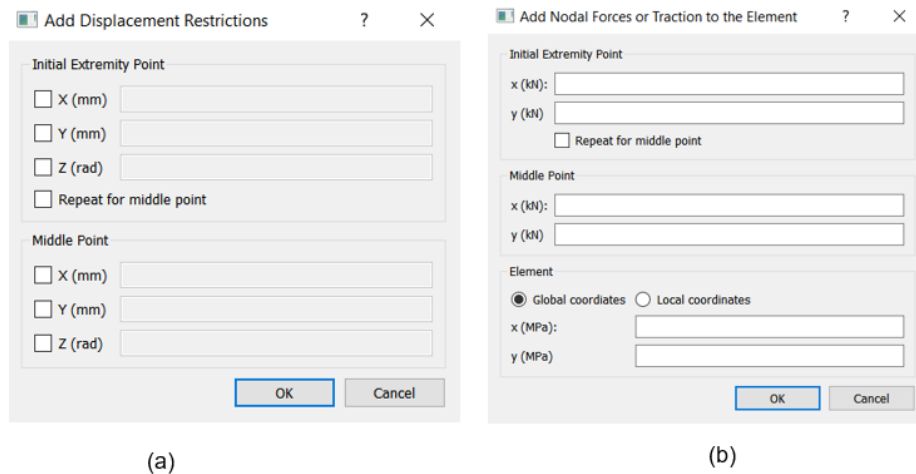 Add Displacement Restrictions ?
Initial Extremity Point
X (mm)
Y (mm)
Z (rad)
Repeat for middle point
Middle Point
X (mm)
Y (mm)
Z (rad)
OK Cancel
(a)
Add Nodal Forces or Traction to the Element ?
Initial Extremity Point
x (kN):
y (kN)
Repeat for middle point
Middle Point
x (kN):
y (kN)
Element
Global coordiates Local coordinates
x (MPa):
y (MPa)
OK Cancel
(b)